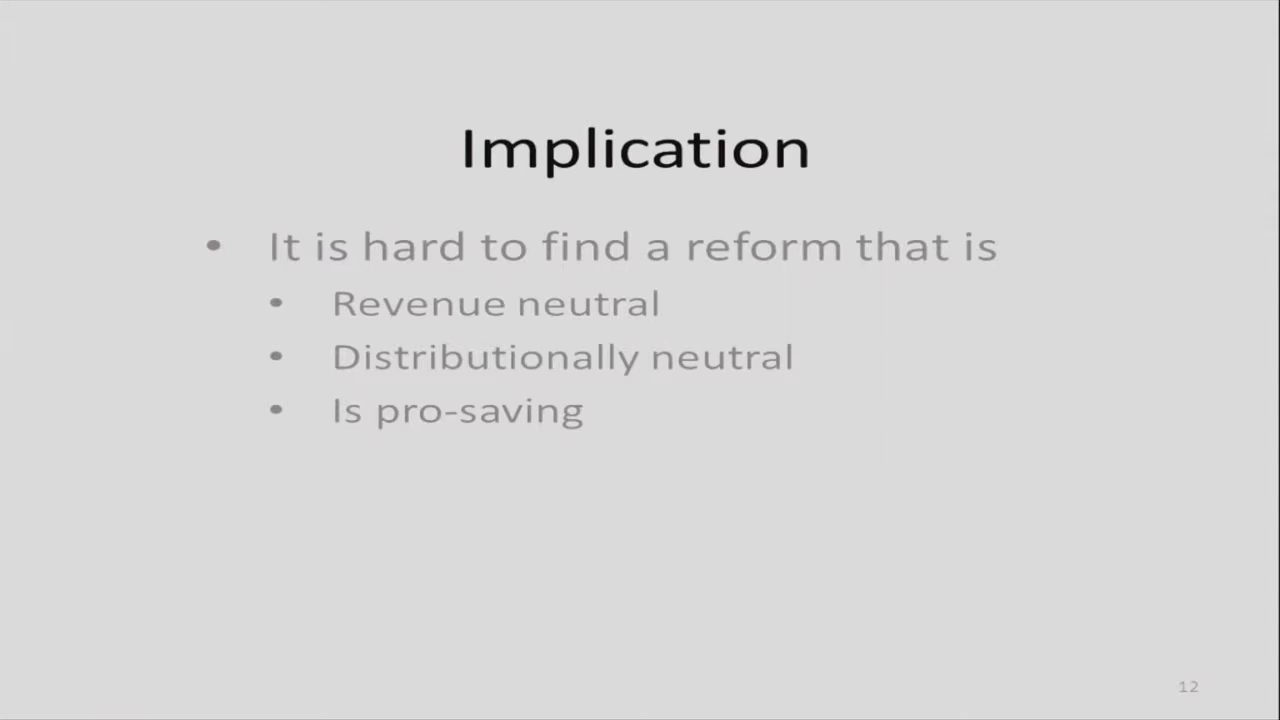 Implication
• It is hard to find a reform that is
• Revenue neutral
• Distributionally neutral
• Is pro-saving
12